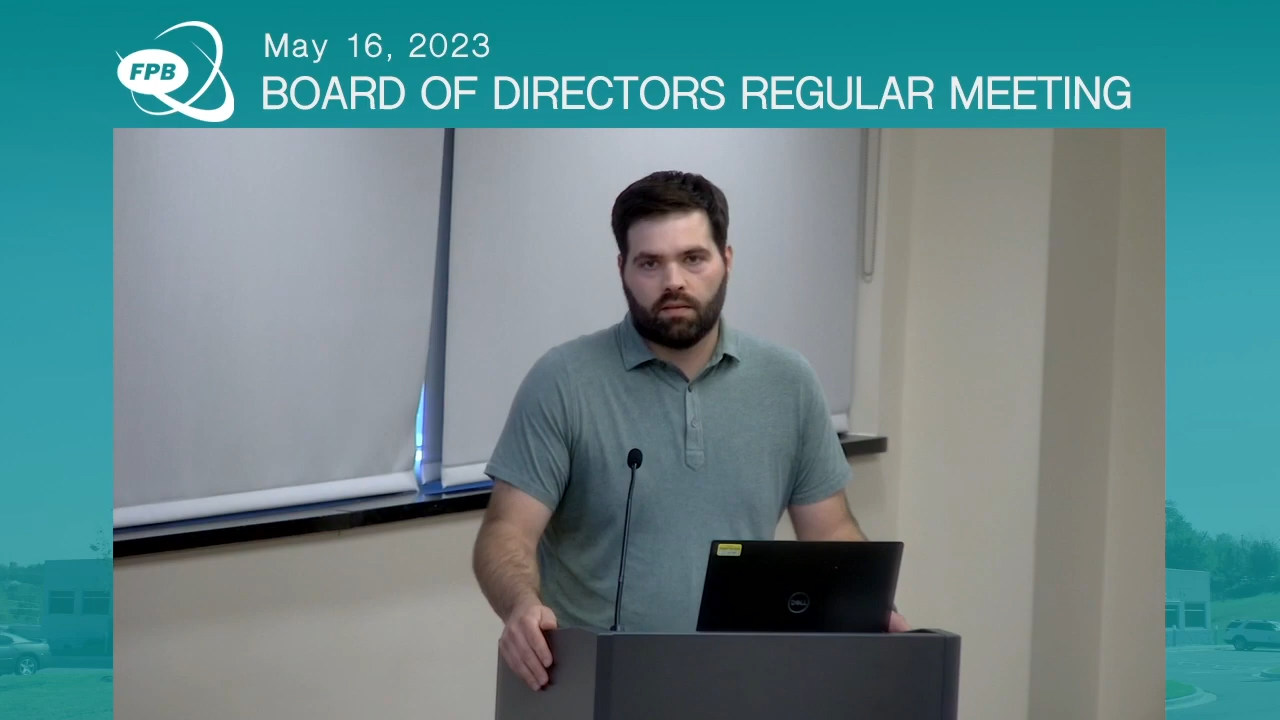 FPB
May 16, 2023
BOARD OF DIRECTORS REGULAR MEETING
DELL